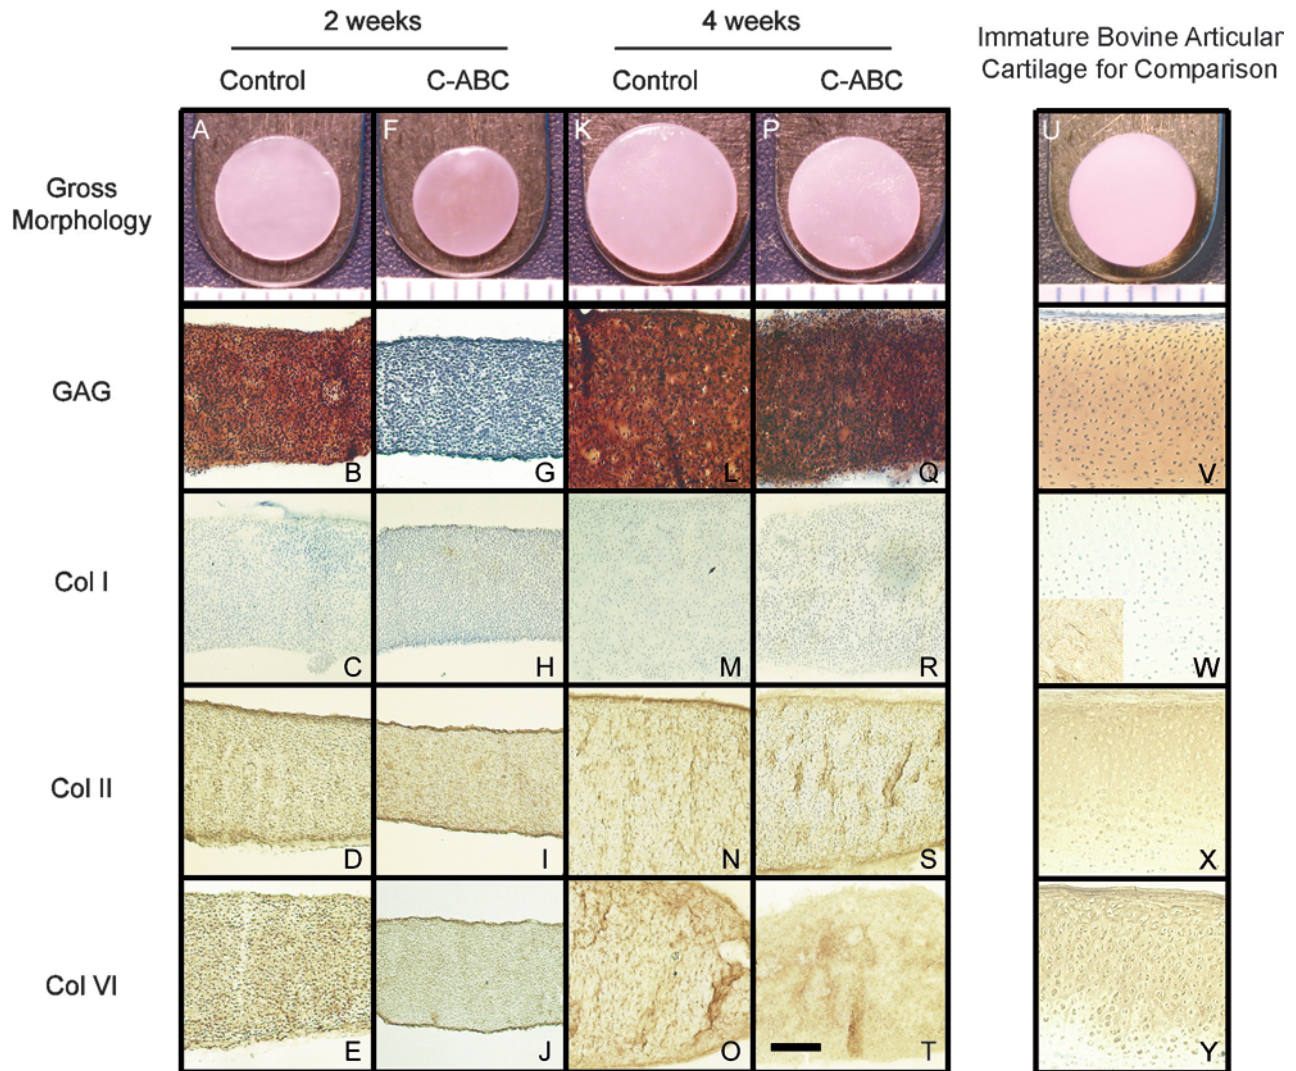 2 weeks
4 weeks
Immature Bovine Articular
Cartilage for Comparison
Control
C-ABC
Control
C-ABC
Gross
Morphology
A
F
K
P
U
GAG
B
G
L
Q
V
Col I
C
H
M
R
W
Col II
D
I
N
S
X
Col VI
E
J
O
T
Y